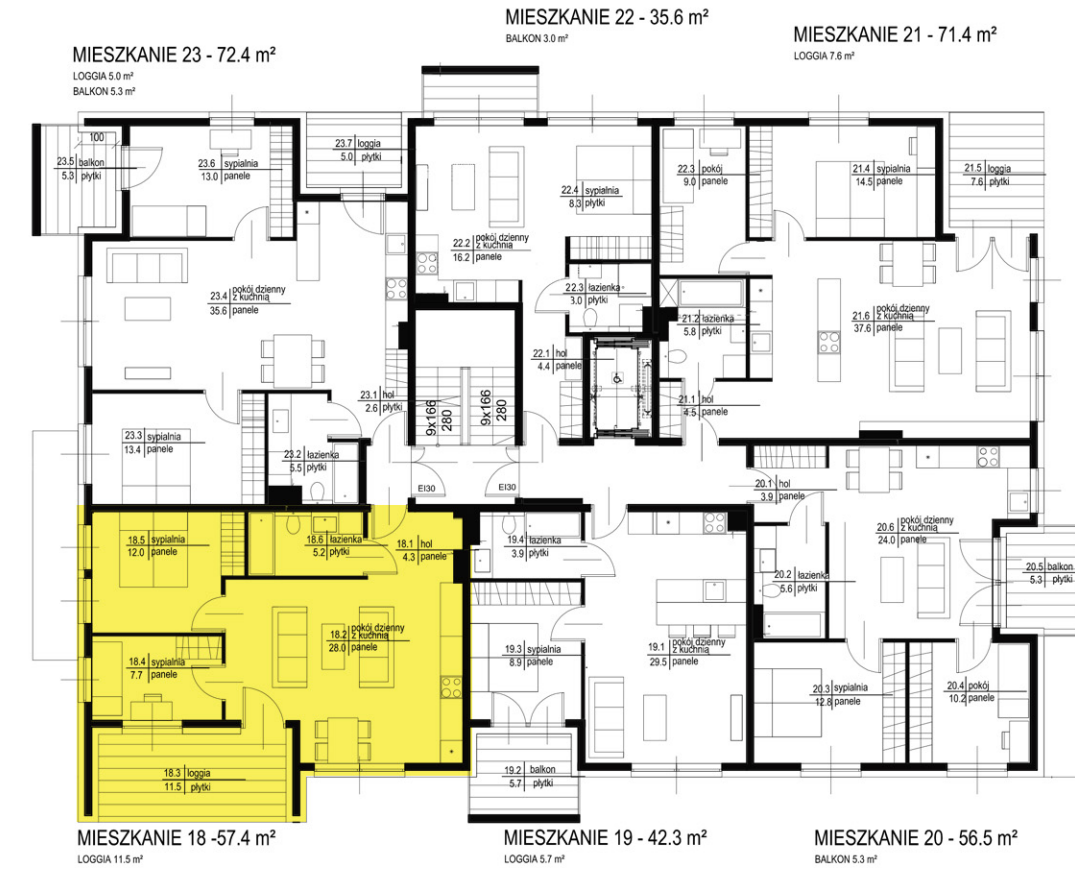 MIESZKANIE 22 - 35.6 m²
BALKON 3.0 m²
MIESZKANIE 21 - 71.4 m²
LOGGIA 7.6 m²
MIESZKANIE 23 - 72.4 m²
LOGGIA 5.0 m²
BALKON 5.3 m²
100
23.5 balkon
5.3 płytki
23.6 sypialnia
13.0 panele
23.7 loggia
5.0 płytki
22.4 sypialnia
8.3 płytki
22.3 pokój
9.0 panele
21.4 sypialnia
14.5 panele
21.5 loggia
7.6 płytki
22.2 pokój dzienny
z kuchnią
16.2 panele
23.4 pokój dzienny
z kuchnią
35.6 panele
22.3 łazienka
3.0 płytki
21.2 łazienka
5.8 płytki
21.6 pokój dzienny
z kuchnią
37.6 panele
22.1 hol
4.4 panele
23.1 hol
2.6 płytki
9x166
280
9x166
280
21.1 hol
4.5 panele
23.3 sypialnia
13.4 panele
23.2 łazienka
5.5 płytki
EI30
EI30
20.1 hol
3.9 panele
18.5 sypialnia
12.0 panele
18.6 łazienka
5.2 płytki
18.1 hol
4.3 panele
19.4 łazienka
3.9 płytki
20.6 pokój dzienny
z kuchnią
24.0 panele
20.2 łazienka
5.6 płytki
20.5 balkon
5.3 płytki
18.2 pokój dzienny
z kuchnią
28.0 panele
18.4 sypialnia
7.7 panele
19.3 sypialnia
8.9 panele
19.1 pokój dzienny
z kuchnią
29.5 panele
20.3 sypialnia
12.8 panele
20.4 pokój
10.2 panele
18.3 loggia
11.5 płytki
19.2 balkon
5.7 płytki
MIESZKANIE 18 -57.4 m²
LOGGIA 11.5 m²
MIESZKANIE 19 - 42.3 m²
LOGGIA 5.7 m²
MIESZKANIE 20 - 56.5 m²
BALKON 5.3 m²